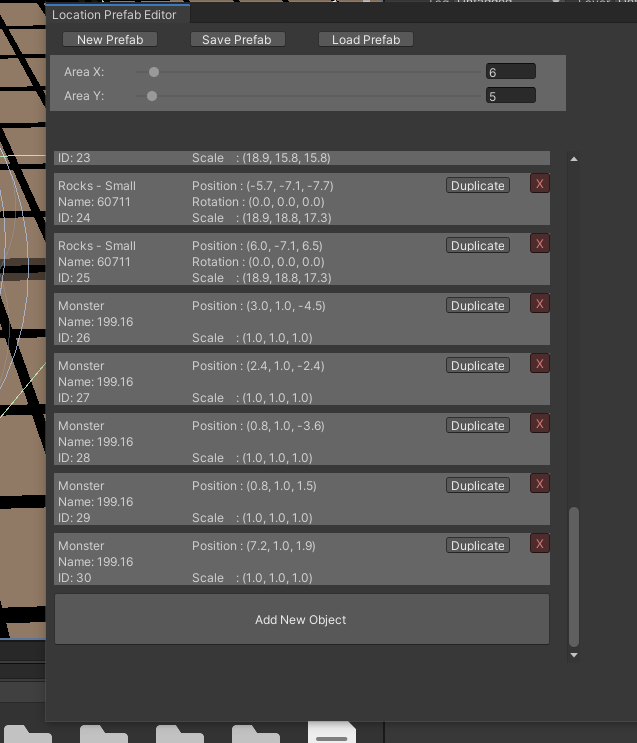 Location Prefab Editor
New Prefab Save Prefab Load Prefab
Area X: 6
Area Y: 5
ID: 23 Scale : (18.9, 15.8, 15.8)
Rocks - Small Position : (-5.7, -7.1, -7.7) Duplicate X
Name: 60711 Rotation : (0.0, 0.0, 0.0)
ID: 24 Scale : (18.9, 18.8, 17.3)
Rocks - Small Position : (6.0, -7.1, 6.5) Duplicate X
Name: 60711 Rotation : (0.0, 0.0, 0.0)
ID: 25 Scale : (18.9, 18.8, 17.3)
Monster Position : (3.0, 1.0, -4.5) Duplicate X
Name: 199.16
ID: 26 Scale : (1.0, 1.0, 1.0)
Monster Position : (2.4, 1.0, -2.4) Duplicate X
Name: 199.16
ID: 27 Scale : (1.0, 1.0, 1.0)
Monster Position : (0.8, 1.0, -3.6) Duplicate X
Name: 199.16
ID: 28 Scale : (1.0, 1.0, 1.0)
Monster Position : (0.8, 1.0, 1.5) Duplicate X
Name: 199.16
ID: 29 Scale : (1.0, 1.0, 1.0)
Monster Position : (7.2, 1.0, 1.9) Duplicate X
Name: 199.16
ID: 30 Scale : (1.0, 1.0, 1.0)
Add New Object